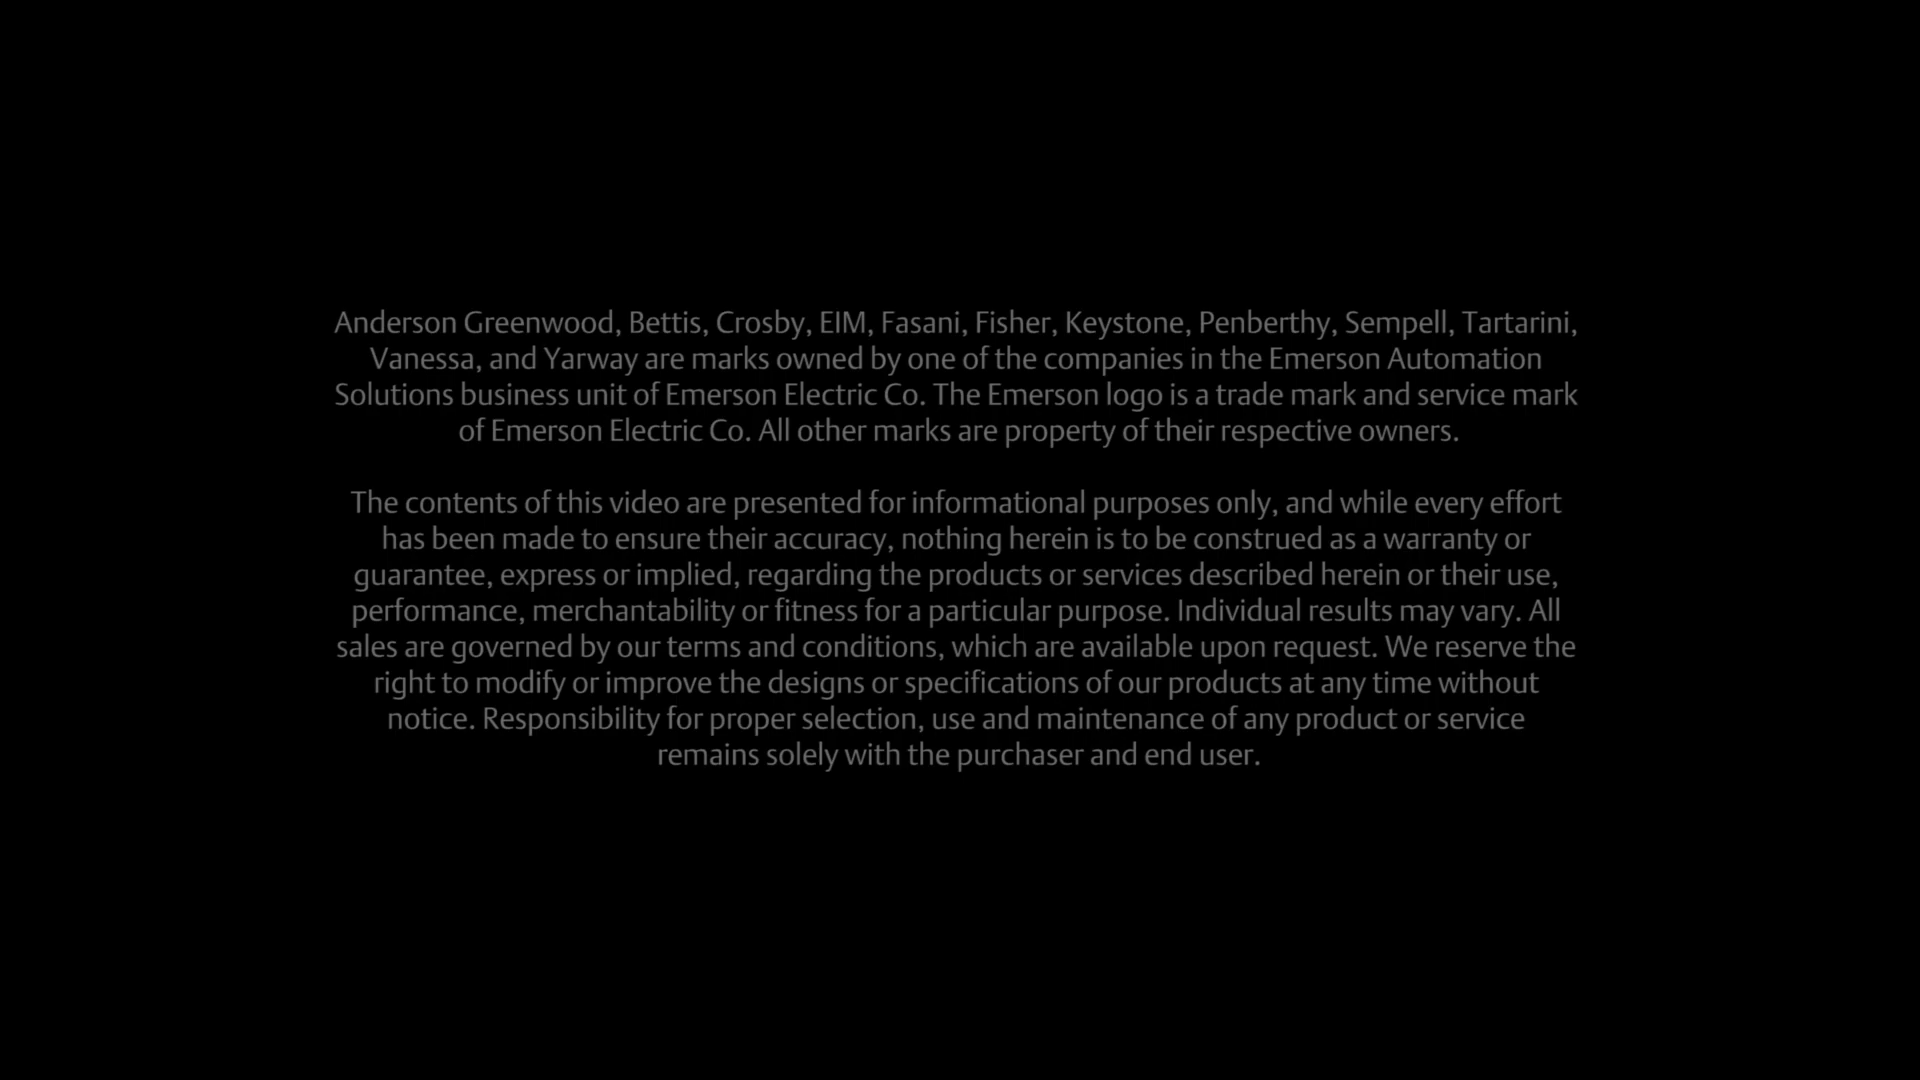 Anderson Greenwood, Bettis, Crosby, EIM, Fasani, Fisher, Keystone, Penberthy, Sempell, Tartarini,
Vanessa, and Yarway are marks owned by one of the companies in the Emerson Automation
Solutions business unit of Emerson Electric Co. The Emerson logo is a trade mark and service mark
of Emerson Electric Co. All other marks are property of their respective owners.
The contents of this video are presented for informational purposes only, and while every effort
has been made to ensure their accuracy, nothing herein is to be construed as a warranty or
guarantee, express or implied, regarding the products or services described herein or their use,
performance, merchantability or fitness for a particular purpose. Individual results may vary. All
sales are governed by our terms and conditions, which are available upon request. We reserve the
right to modify or improve the designs or specifications of our products at any time without
notice. Responsibility for proper selection, use and maintenance of any product or service
remains solely with the purchaser and end user.